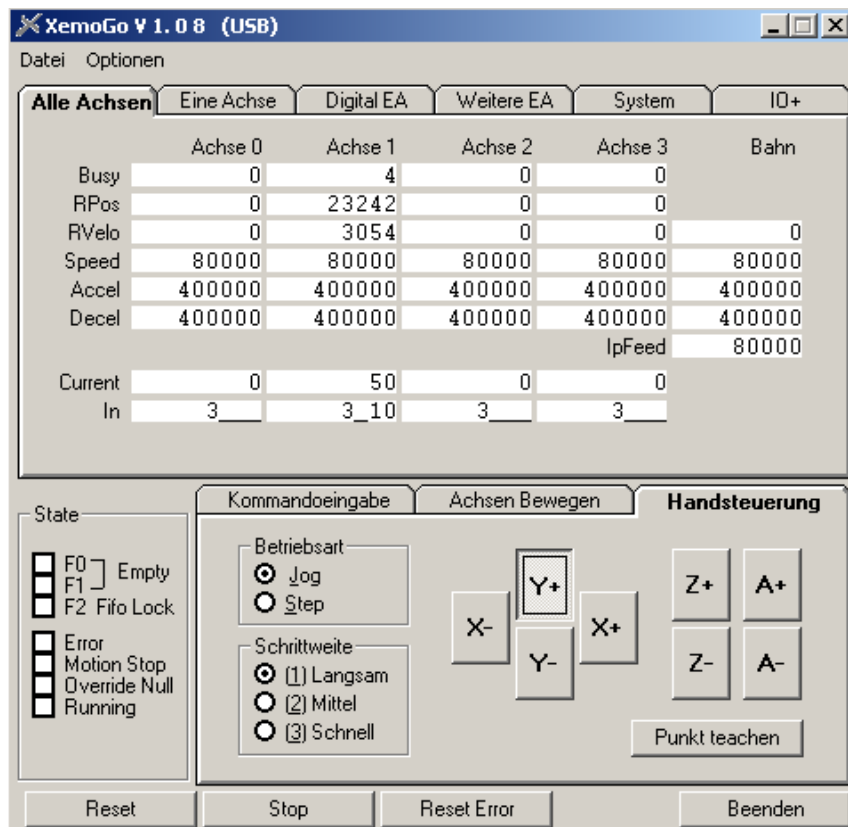 XemoGo V 1. 0 8 (USB)
Datei Optionen
Alle Achsen Eine Achse Digital EA Weitere EA System IO+
Achse 0 Achse 1 Achse 2 Achse 3 Bahn
Busy 0 4 0 0
RPos 0 23242 0 0
RVelo 0 3054 0 0 0
Speed 80000 80000 80000 80000 80000
Accel 400000 400000 400000 400000 400000
Decel 400000 400000 400000 400000 400000
IpFeed 80000
Current 0 50 0 0
In 3___ 3_10 3___ 3___
Kommandoeingabe Achsen Bewegen Handsteuerung
State
F0
F1
Empty
F2 Fifo Lock
Error
Motion Stop
Override Null
Running
Betriebsart
Jog
Step
Schrittweite
(1) Langsam
(2) Mittel
(3) Schnell
Y+
X- X+
Y-
Z+ A+
Z- A-
Punkt teachen
Reset Stop Reset Error Beenden